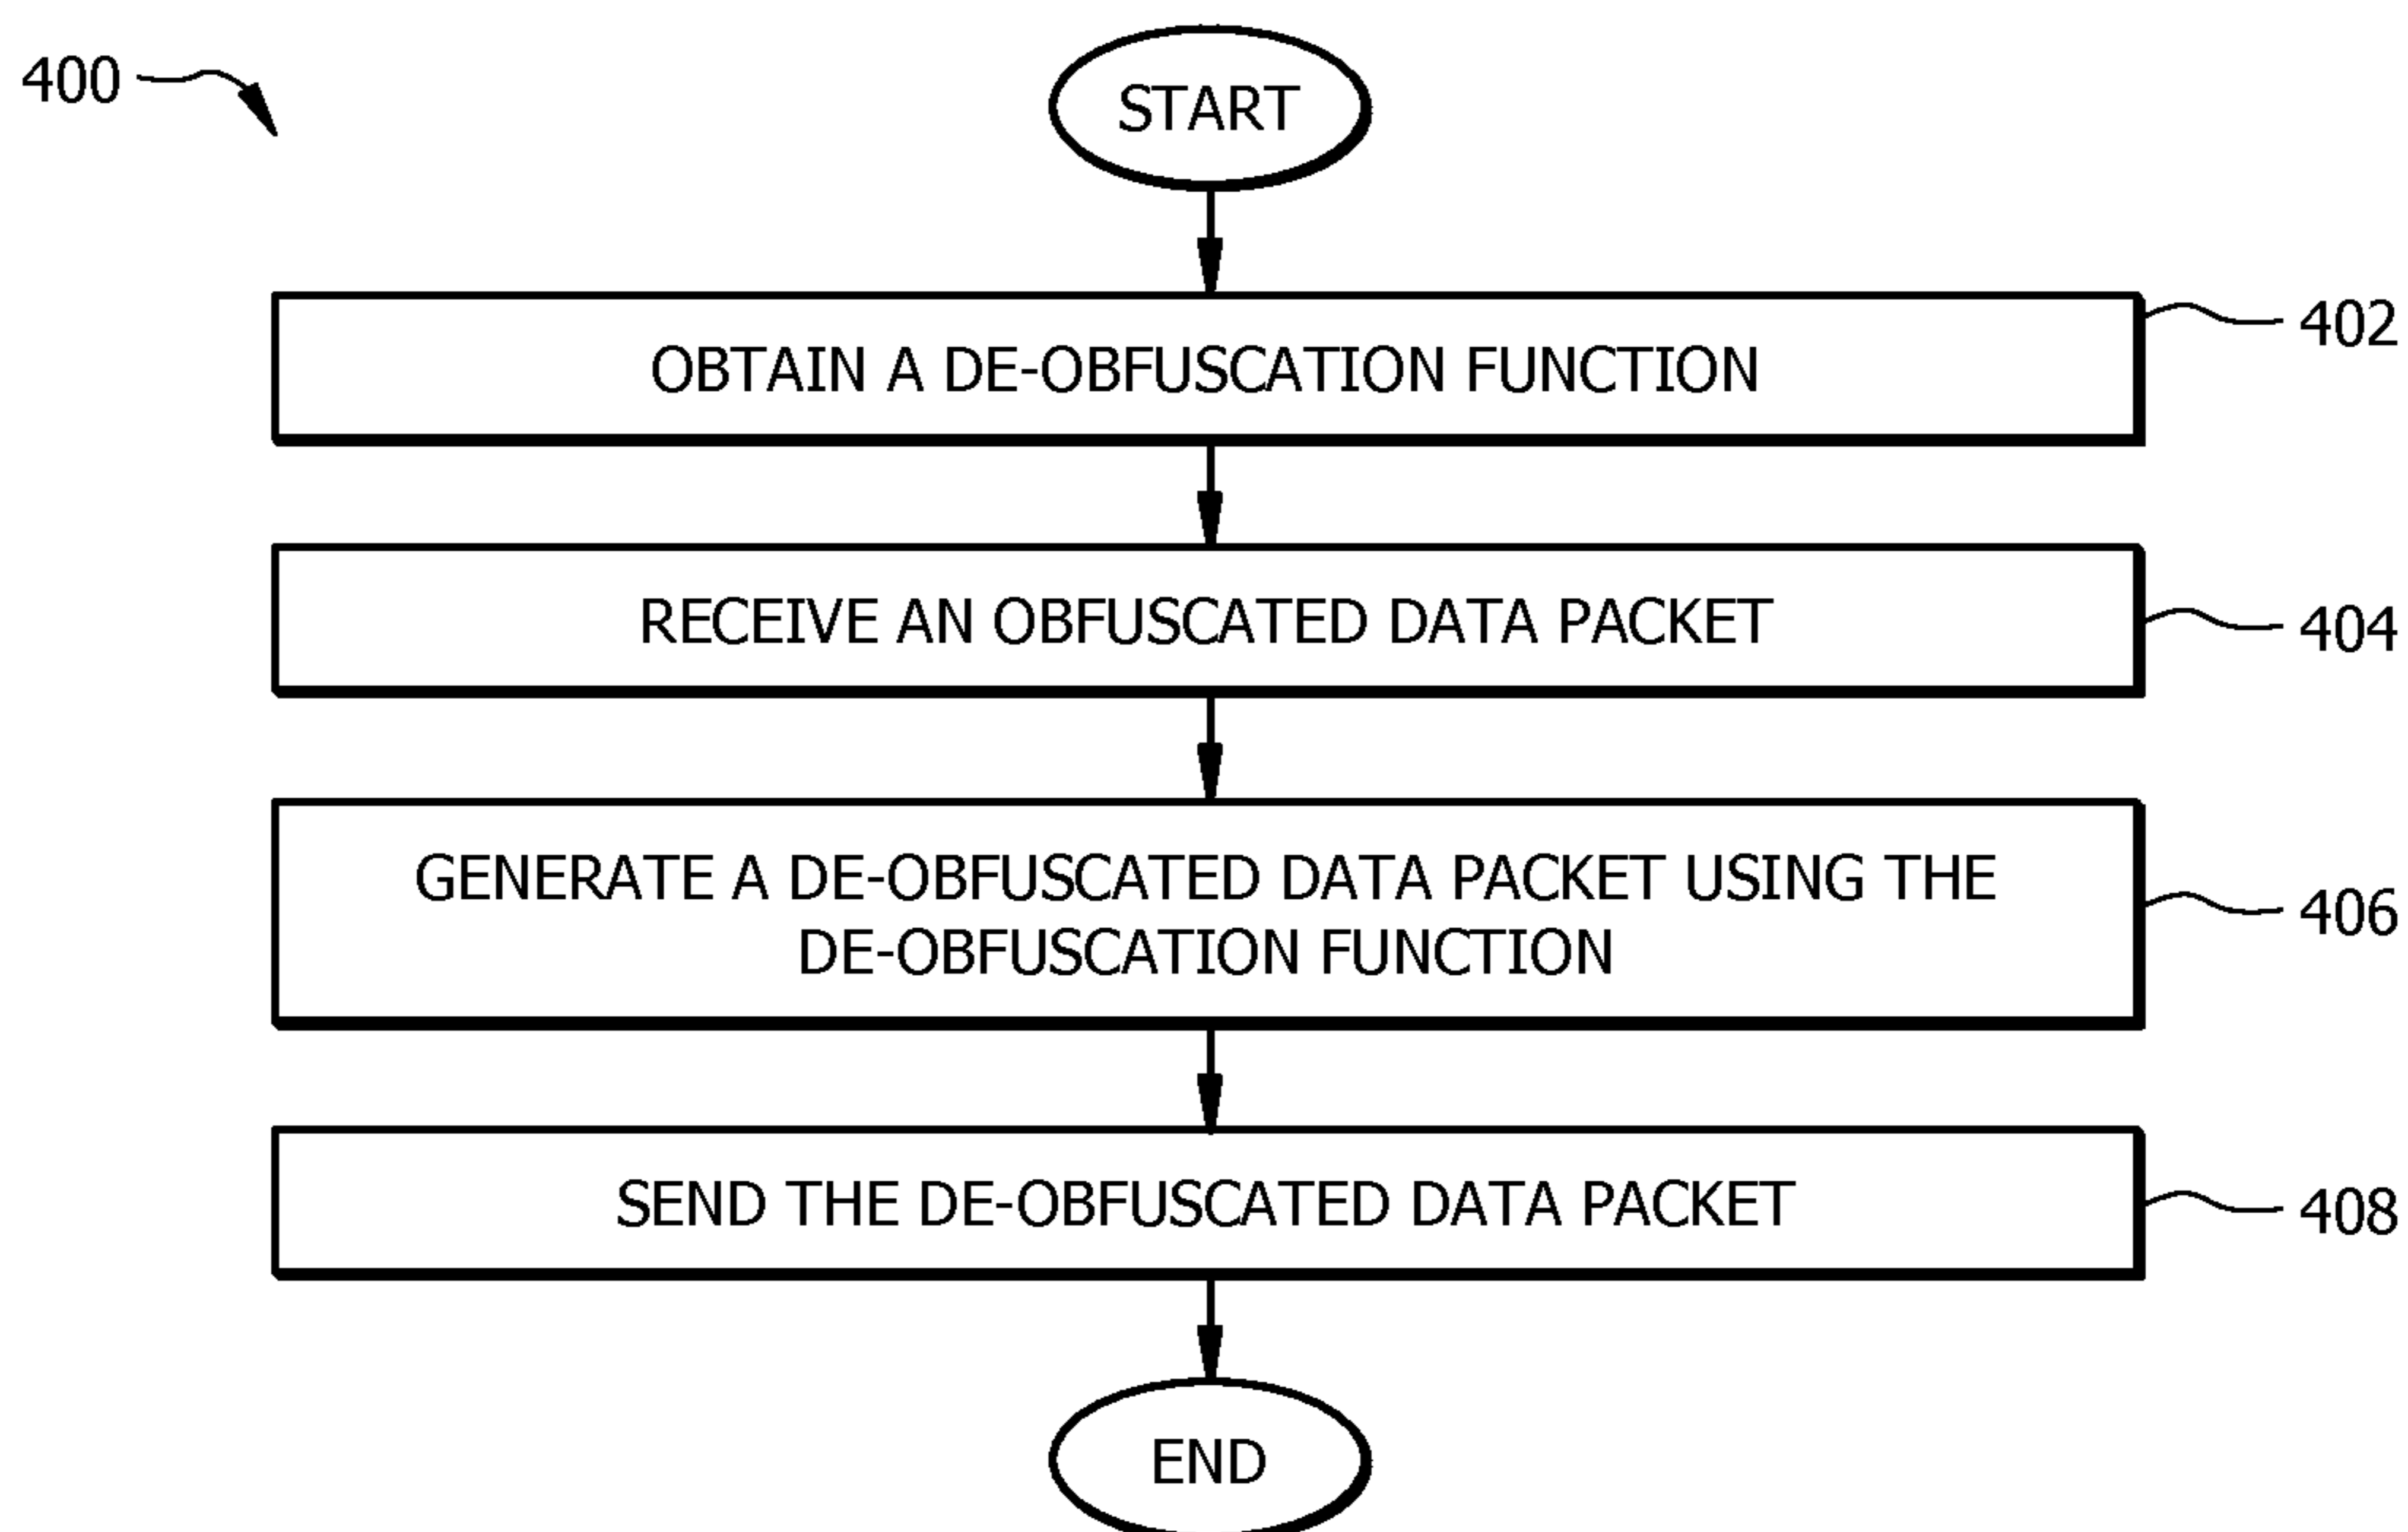 400
START
OBTAIN A DE-OBFUSCATION FUNCTION
402
RECEIVE AN OBFUSCATED DATA PACKET
404
GENERATE A DE-OBFUSCATED DATA PACKET USING THE
DE-OBFUSCATION FUNCTION
406
SEND THE DE-OBFUSCATED DATA PACKET
408
END